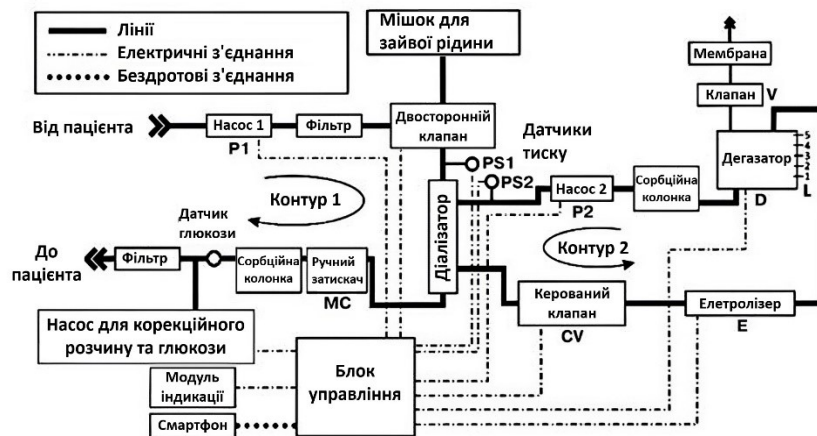 Лінії
Електричні з'єднання
Бездротові з'єднання
Мішок для
зайвої рідини
Мембрана
Клапан
V
Від пацієнта
Насос 1
P1
Фільтр
Двосторонній
клапан
Датчики
тиску
PS1
PS2
Дегазатор
5
4
3
2
1
L
D
Насос 2
P2
Сорбційна
колонка
Контур 1
Діалізатор
Контур 2
Датчик
глюкози
До
пацієнта
Фільтр
Сорбційна
колонка
Ручний
затискач
MC
Керований
клапан
CV
Елетролізер
E
Насос для корекційного
розчину та глюкози
Модуль
індикації
Смартфон
Блок
управління